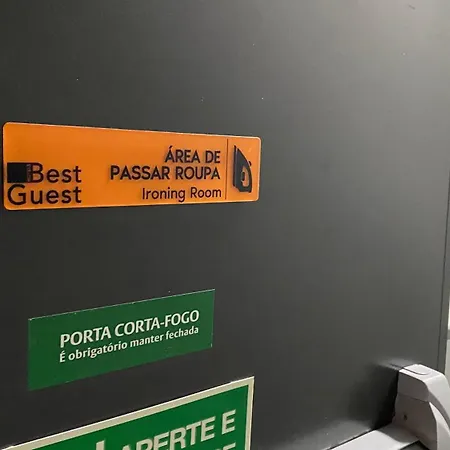 Best
Guest
ÁREA DE
PASSAR ROUPA
Ironing Room
PORTA CORTA-FOGO
É obrigatório manter fechada
APERTE E